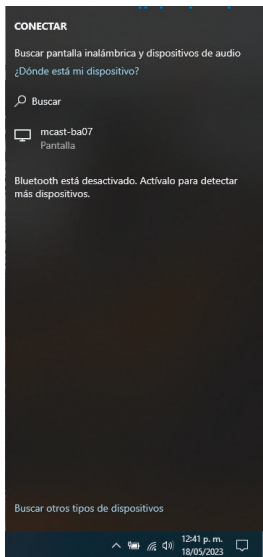 CONECTAR
Buscar pantalla inalámbrica y dispositivos de audio
¿Dónde está mi dispositivo?
Buscar
mcast-ba07
Pantalla
Bluetooth está desactivado. Actívalo para detectar
más dispositivos.
Buscar otros tipos de dispositivos
12:41 p. m.
18/05/2023